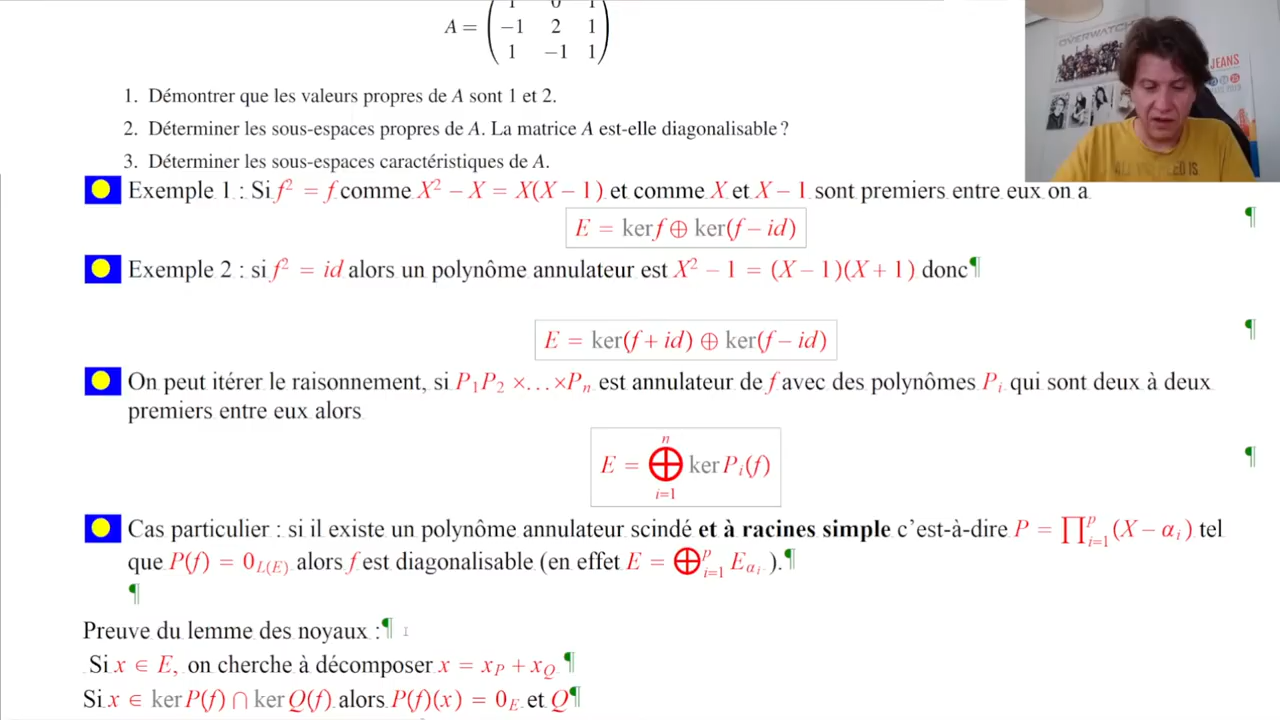 A = ( 1 0 1
−1 2 1
1 −1 1 )
1. Démontrer que les valeurs propres de A sont 1 et 2.
2. Déterminer les sous-espaces propres de A. La matrice A est-elle diagonalisable ?
3. Déterminer les sous-espaces caractéristiques de A.
Exemple 1 : Si f² = f comme X² − X = X(X − 1) et comme X et X − 1 sont premiers entre eux on a
E = ker f ⊕ ker(f − id) ¶
Exemple 2 : si f² = id alors un polynôme annulateur est X² − 1 = (X − 1)(X + 1) donc¶
E = ker(f + id) ⊕ ker(f − id) ¶
On peut itérer le raisonnement, si P₁P₂ ×...×Pₙ est annulateur de f avec des polynômes Pᵢ qui sont deux à deux
premiers entre eux alors
E = ⊕ⁿᵢ₌₁ ker Pᵢ(f) ¶
Cas particulier : si il existe un polynôme annulateur scindé et à racines simple c'est-à-dire P = ∏ᵖᵢ₌₁ (X − αᵢ) tel
que P(f) = 0_L(E) alors f est diagonalisable (en effet E = ⊕ᵖᵢ₌₁ E_αᵢ ).¶
¶
Preuve du lemme des noyaux :¶
Si x ∈ E, on cherche à décomposer x = x_P + x_Q ¶
Si x ∈ ker P(f) ∩ ker Q(f) alors P(f)(x) = 0_E et Q¶
OVERWATCH
JEANS